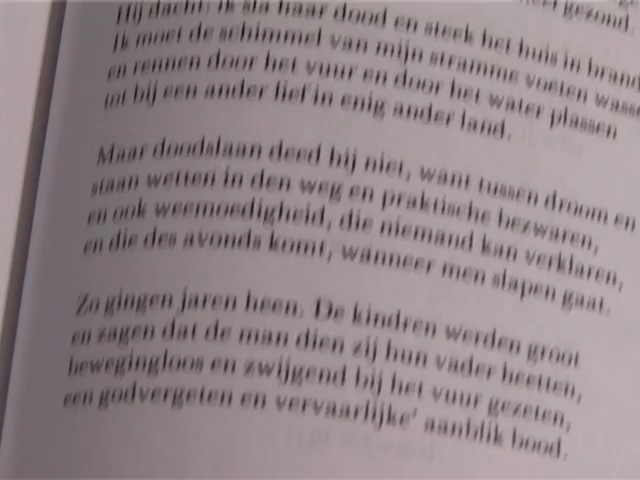 gezond.
Hij dacht: ik sla haar dood en steek het huis in brand
Ik moet de schimmel van mijn stramme voeten wasse
en rennen door het vuur en door het water plassen
tot bij een ander lief in enig ander land.
Maar doodslaan deed hij niet, want tussen droom en
staan wetten in den weg en praktische bezwaren,
en ook weemoedigheid, die niemand kan verklaren,
en die des avonds komt, wanneer men slapen gaat.
Zo gingen jaren heen. De kindren werden groot
en zagen dat de man dien zij hun vader heetten,
bewegingloos en zwijgend bij het vuur gezeten,
een godvergeten en vervaarlijke' aanblik bood.